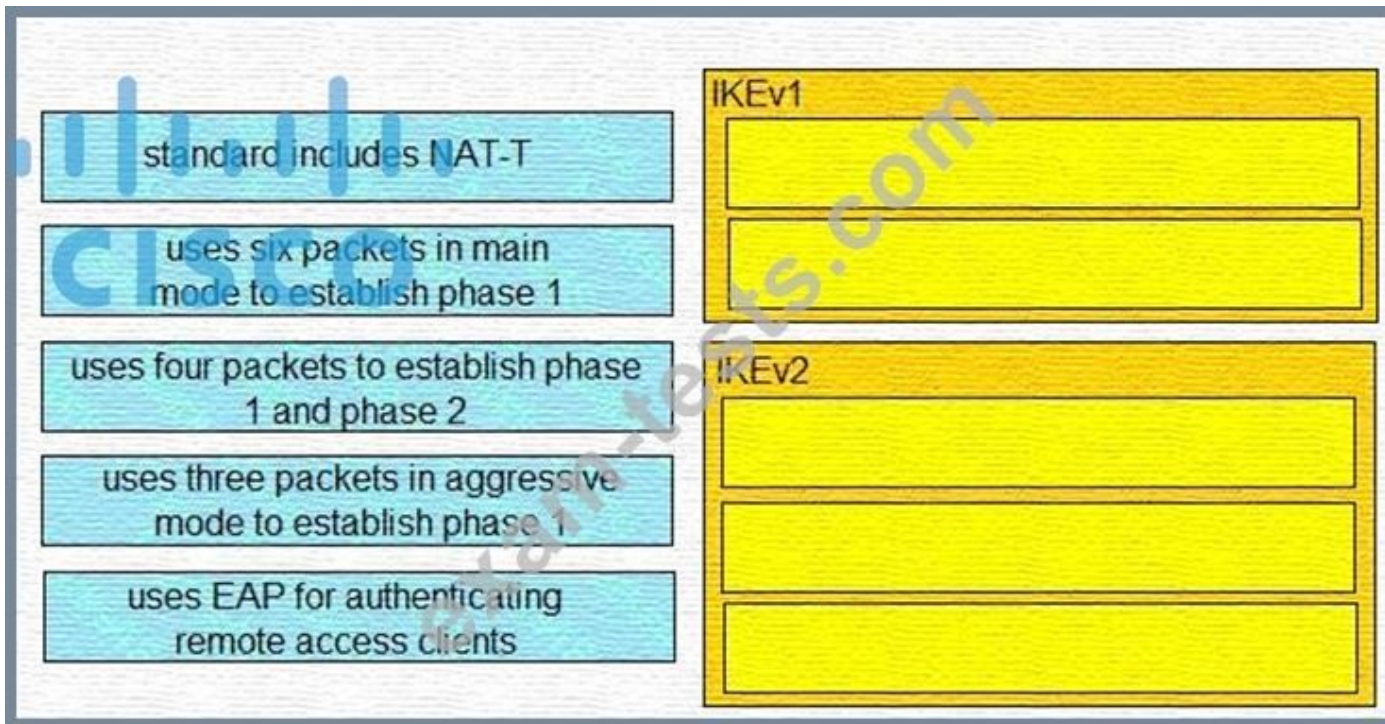 CISCO
standard includes NAT-T
uses six packets in main
mode to establish phase 1
uses four packets to establish phase
1 and phase 2
uses three packets in aggressive
mode to establish phase 1
uses EAP for authenticating
remote access clients
IKEv1
IKEv2
exam-tests.com